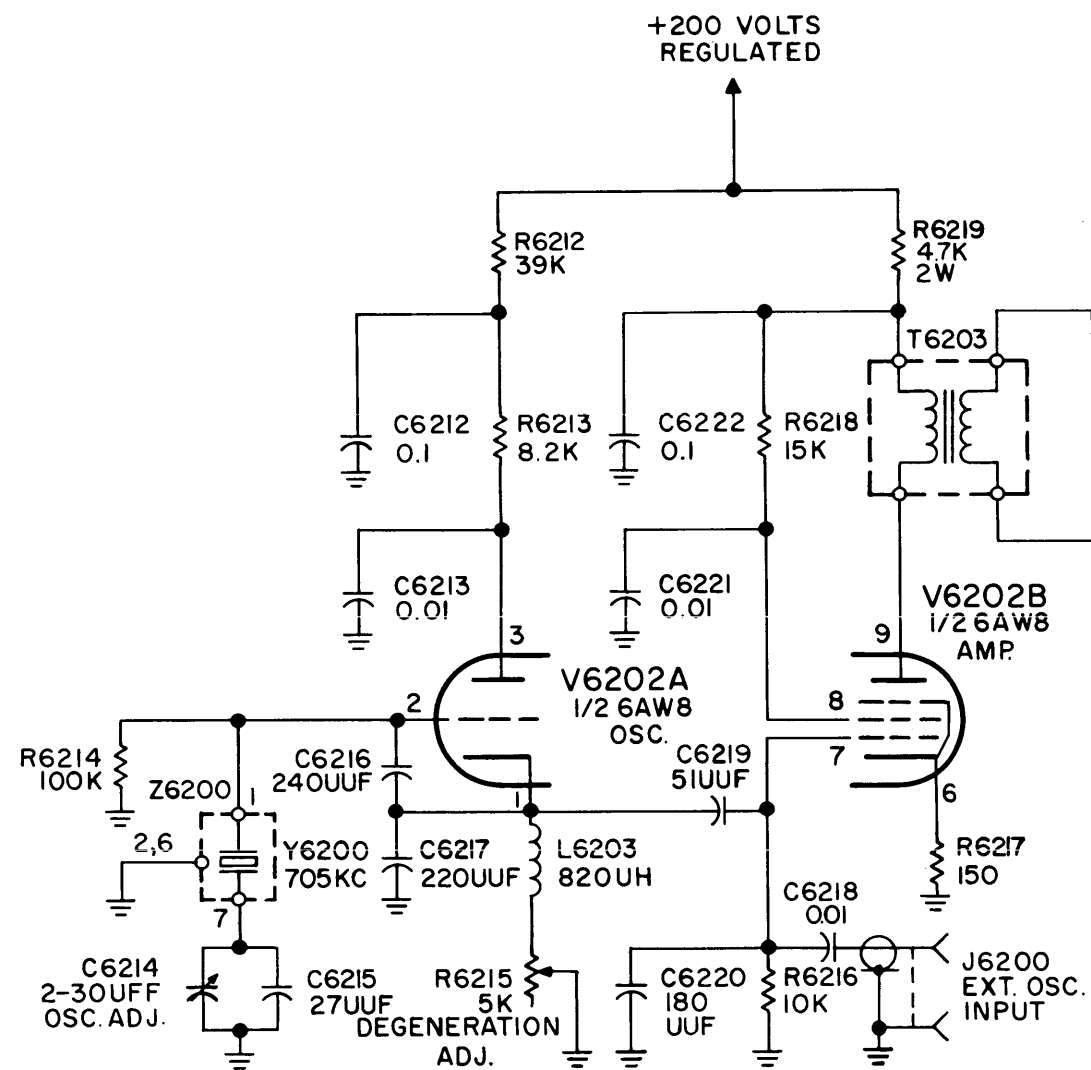 +200 VOLTS
REGULATED
R6212
39K
R6219
4.7K
2W
T6203
C6212
0.1
R6213
8.2K
C6222
0.1
R6218
15K
C6213
0.01
C6221
0.01
V6202B
1/2 6AW8
AMP.
3
9
V6202A
1/2 6AW8
OSC.
2
8
7
R6214
100K
C6216
240UUF
C6219
51UUF
Z6200
1
1
6
2,6
Y6200
705KC
C6217
220UUF
L6203
820UH
R6217
150
7
C6218
0.01
C6214
2-30UFF
OSC. ADJ.
C6215
27UUF
R6215
5K
DEGENERATION
ADJ.
C6220
180
UUF
R6216
10K
J6200
EXT. OSC.
INPUT